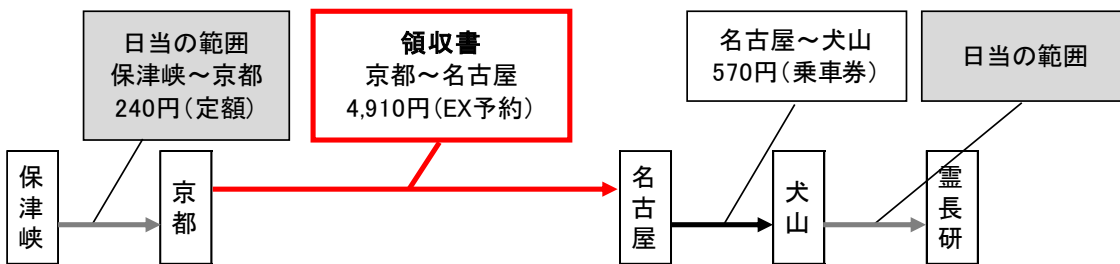 日当の範囲
保津峡～京都
240円（定額）
領収書
京都～名古屋
4,910円（EX予約）
名古屋～犬山
570円（乗車券）
日当の範囲
保津峡
京都
名古屋
犬山
霊長研